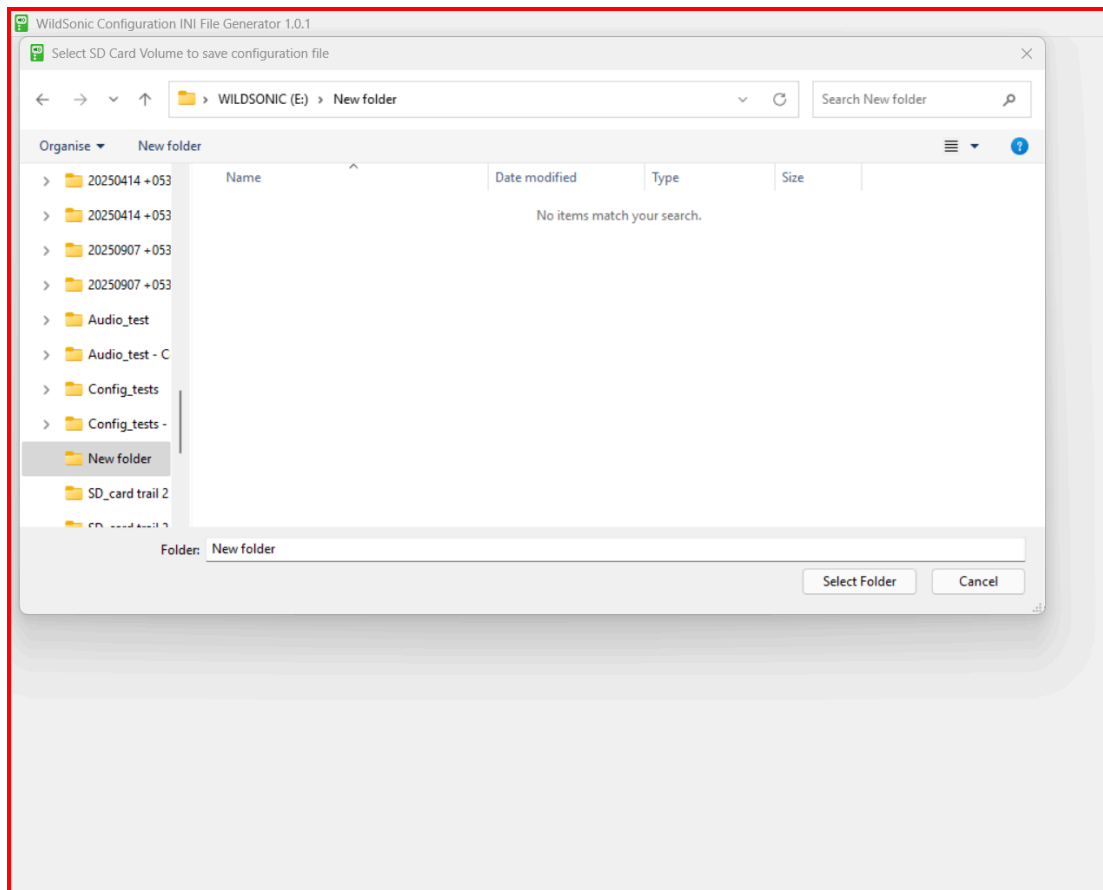 WildSonic Configuration INI File Generator 1.0.1
Select SD Card Volume to save configuration file
WILDSONIC (E:) > New folder
Search New folder
Organise
New folder
Name
Date modified
Type
Size
No items match your search.
20250414 +053
20250414 +053
20250907 +053
20250907 +053
Audio_test
Audio_test - C
Config_tests
Config_tests -
New folder
SD_card trail 2
Folder: New folder
Select Folder
Cancel